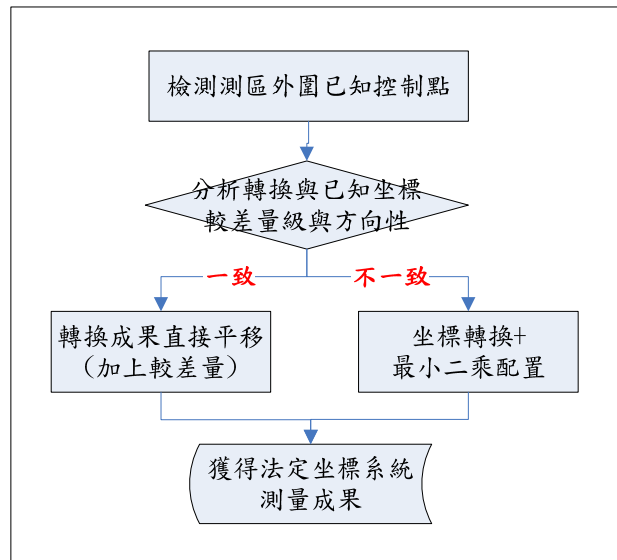 檢測測區外圍已知控制點
分析轉換與已知坐標
較差量級與方向性
一致
不一致
轉換成果直接平移
（加上較差量）
坐標轉換+
最小二乘配置
獲得法定坐標系統
測量成果